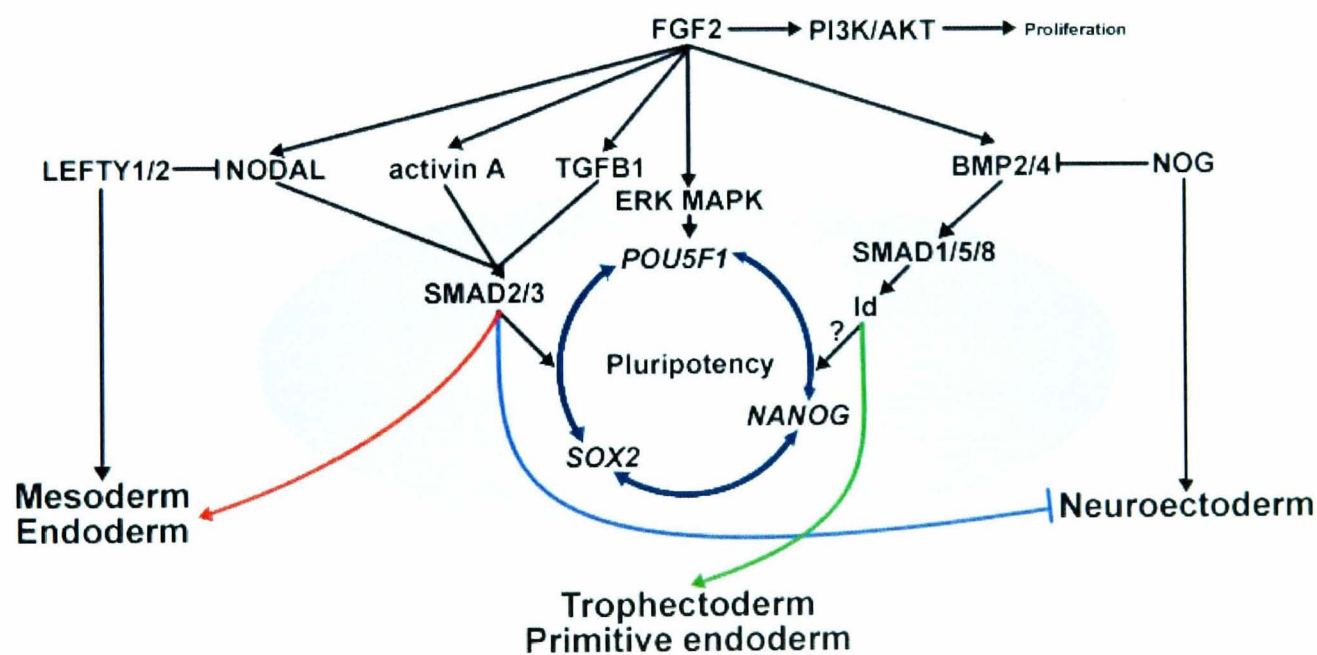 FGF2 PI3K/AKT Proliferation
LEFTY1/2 NODAL activin A TGFB1 BMP2/4 NOG
ERK MAPK
POU5F1 SMAD1/5/8
SMAD2/3 Id
?
Pluripotency
NANOG
SOX2
Mesoderm
Endoderm
Neuroectoderm
Trophectoderm
Primitive endoderm